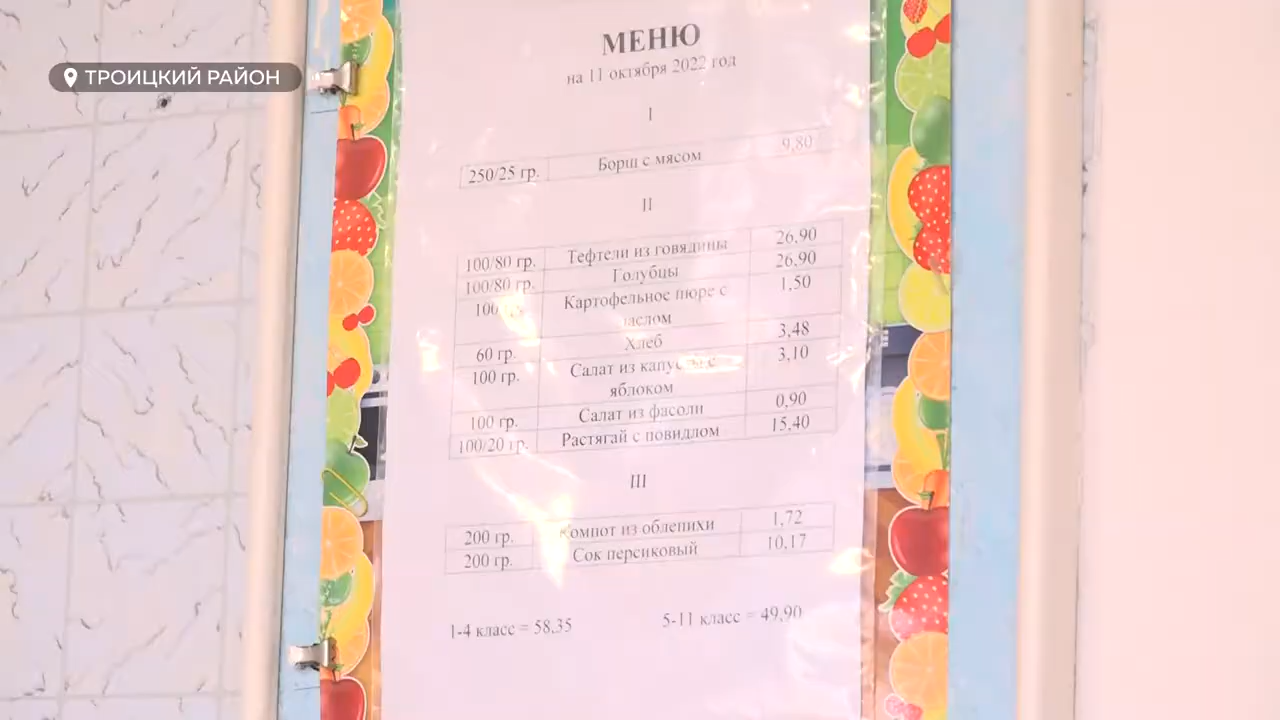 ТРОИЦКИЙ РАЙОН
МЕНЮ
на 11 октября 2022 год
I
250/25 гр. Борщ с мясом 9,80
II
100/80 гр. Тефтели из говядины 26,90
100/80 гр. Голубцы 26,90
100 Картофельное пюре с 1,50
маслом
60 гр. Хлеб 3,48
100 гр. Салат из капусты с 3,10
яблоком
100 гр. Салат из фасоли 0,90
100/20 гр. Растягай с повидлом 15,40
III
200 гр. Компот из облепихи 1,72
200 гр. Сок персиковый 10,17
1-4 класс = 58,35 5-11 класс = 49,90